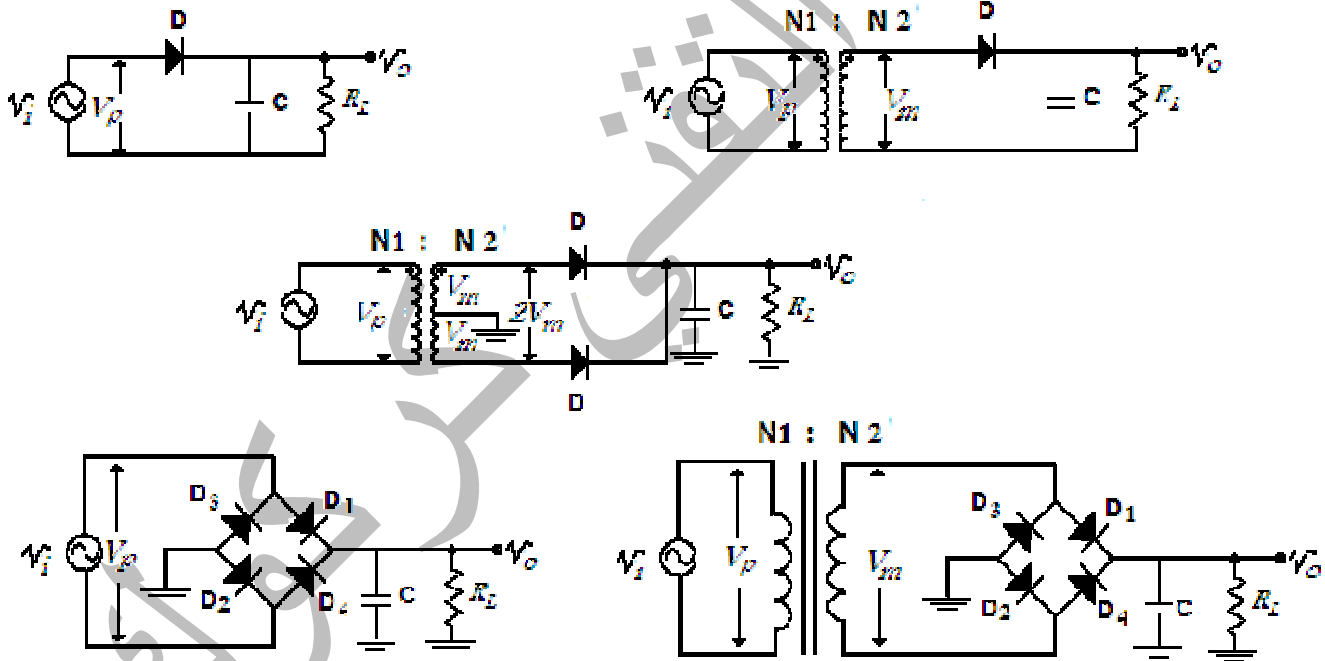 D
Vi Vp C RL Vo
N1 : N2'
D
Vi Vp Vm C RL Vo
N1 : N2'
D
Vi Vp Vm 2Vm C RL Vo
Vm
D
Vi Vp D3 D1 Vo
D2 D4 C RL
N1 : N2'
Vi Vp Vm D3 D1 Vo
D2 D4 C RL